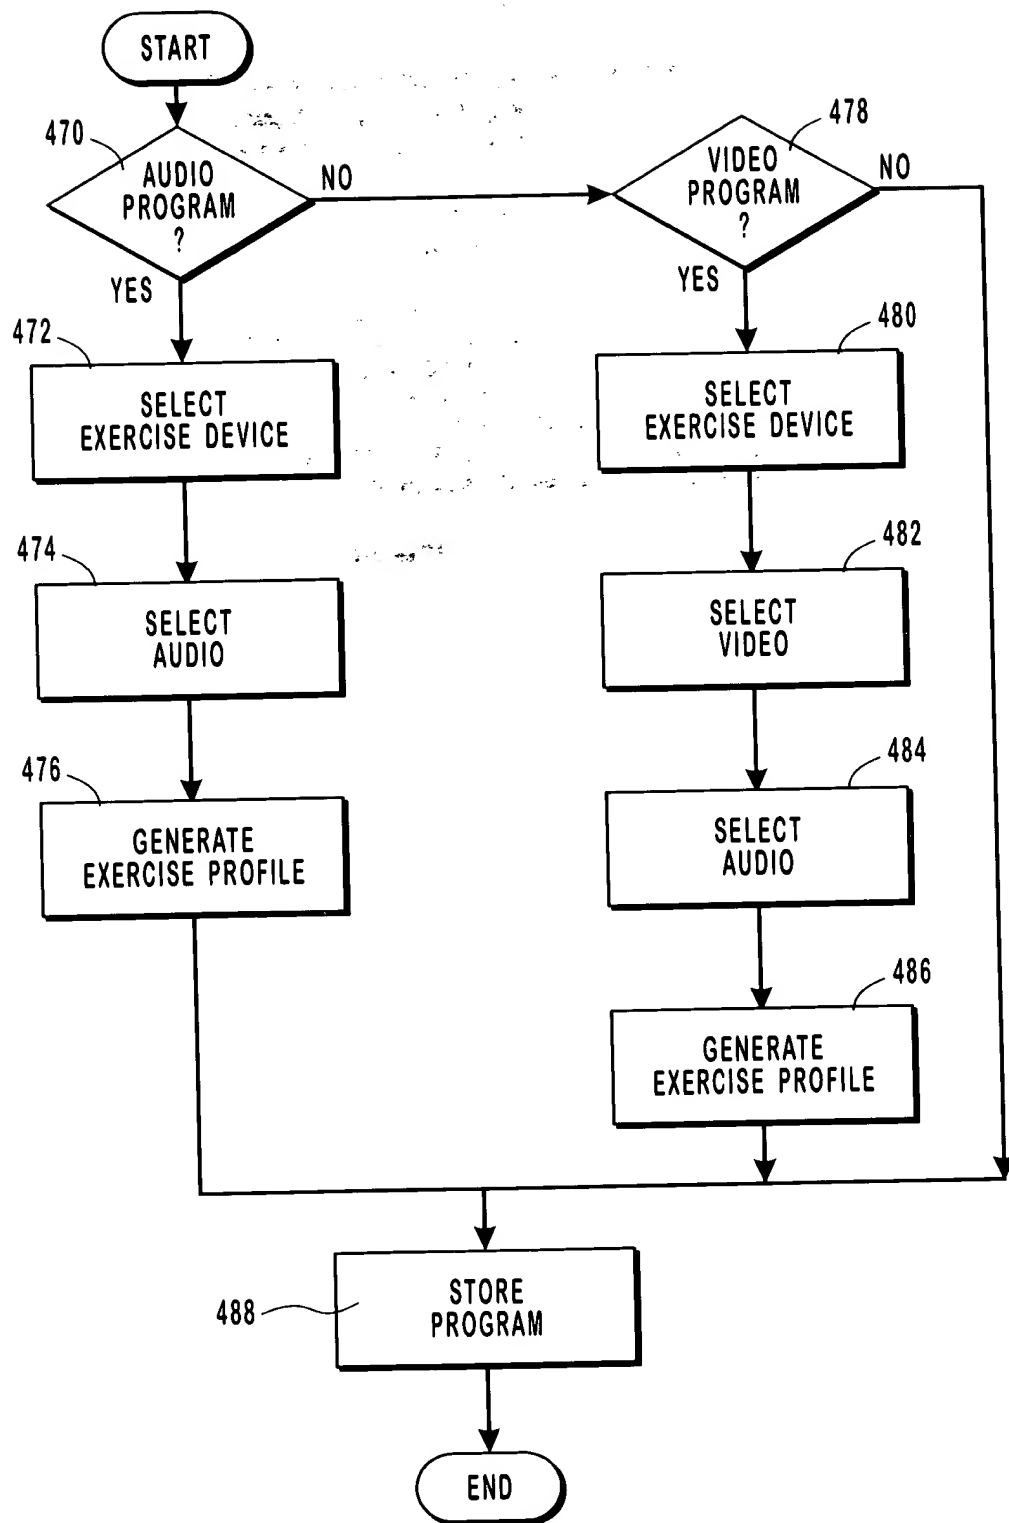 START
470
AUDIO
PROGRAM
?
NO
YES
478
VIDEO
PROGRAM
?
NO
YES
472
SELECT
EXERCISE DEVICE
480
SELECT
EXERCISE DEVICE
474
SELECT
AUDIO
482
SELECT
VIDEO
476
GENERATE
EXERCISE PROFILE
484
SELECT
AUDIO
486
GENERATE
EXERCISE PROFILE
488
STORE
PROGRAM
END